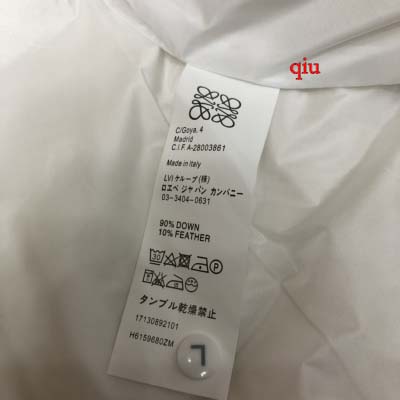 qiu
C/Goya, 4
Madrid
C.I.F A-28003861
Made in Italy
LVJ グループ(株)
ロエベ ジャパン カンパニー
03-3404-0631
90% DOWN
10% FEATHER
30
P
タンブル乾燥禁止
17130892101
H6159680ZM
L